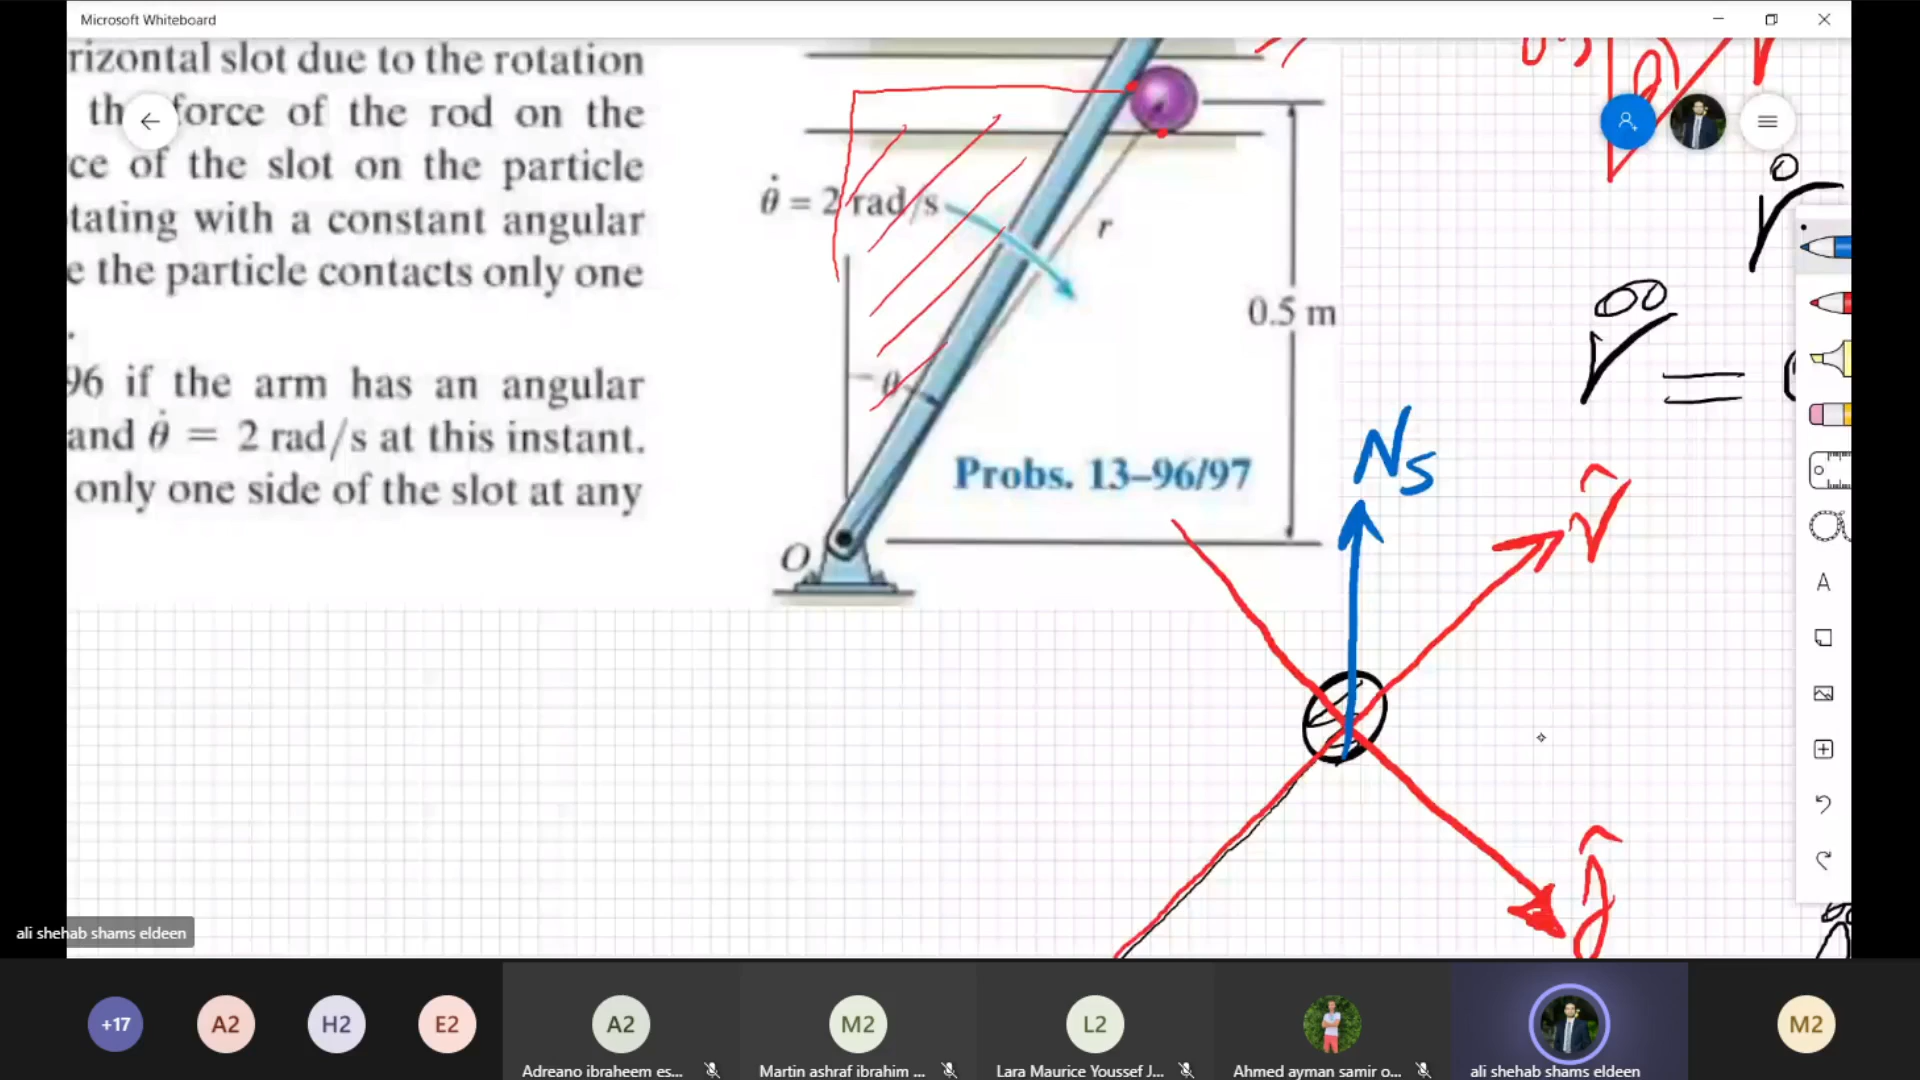 Microsoft Whiteboard
rizontal slot due to the rotation
th force of the rod on the
ce of the slot on the particle
tating with a constant angular
e the particle contacts only one
.
96 if the arm has an angular
and θ̇ = 2 rad/s at this instant.
only one side of the slot at any
θ̇ = 2 rad/s
r
0.5 m
θ
Probs. 13–96/97
O
0.5
θ
r
ṙ
r̈ =
Ns
r̂
A
ali shehab shams eldeen
+17
A2
H2
E2
A2
Adreano ibraheem es...
M2
Martin ashraf ibrahim ...
L2
Lara Maurice Youssef J...
Ahmed ayman samir o...
ali shehab shams eldeen
M2